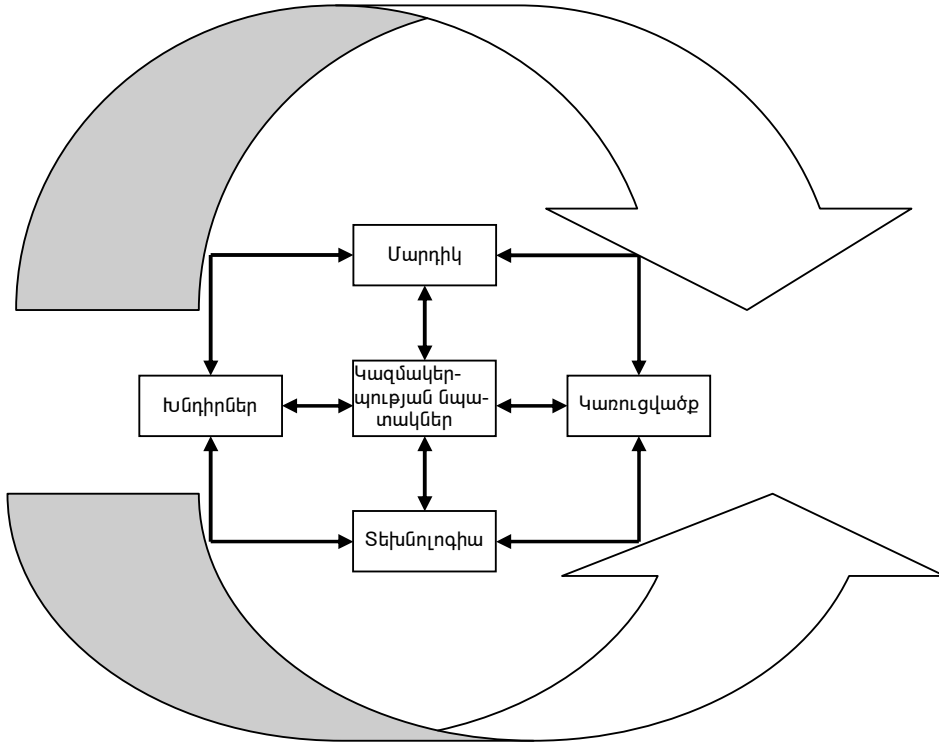 Մարդիկ
Խնդիրներ
Կազմակեր-
պության նպա-
տակներ
Կառուցվածք
Տեխնոլոգիա